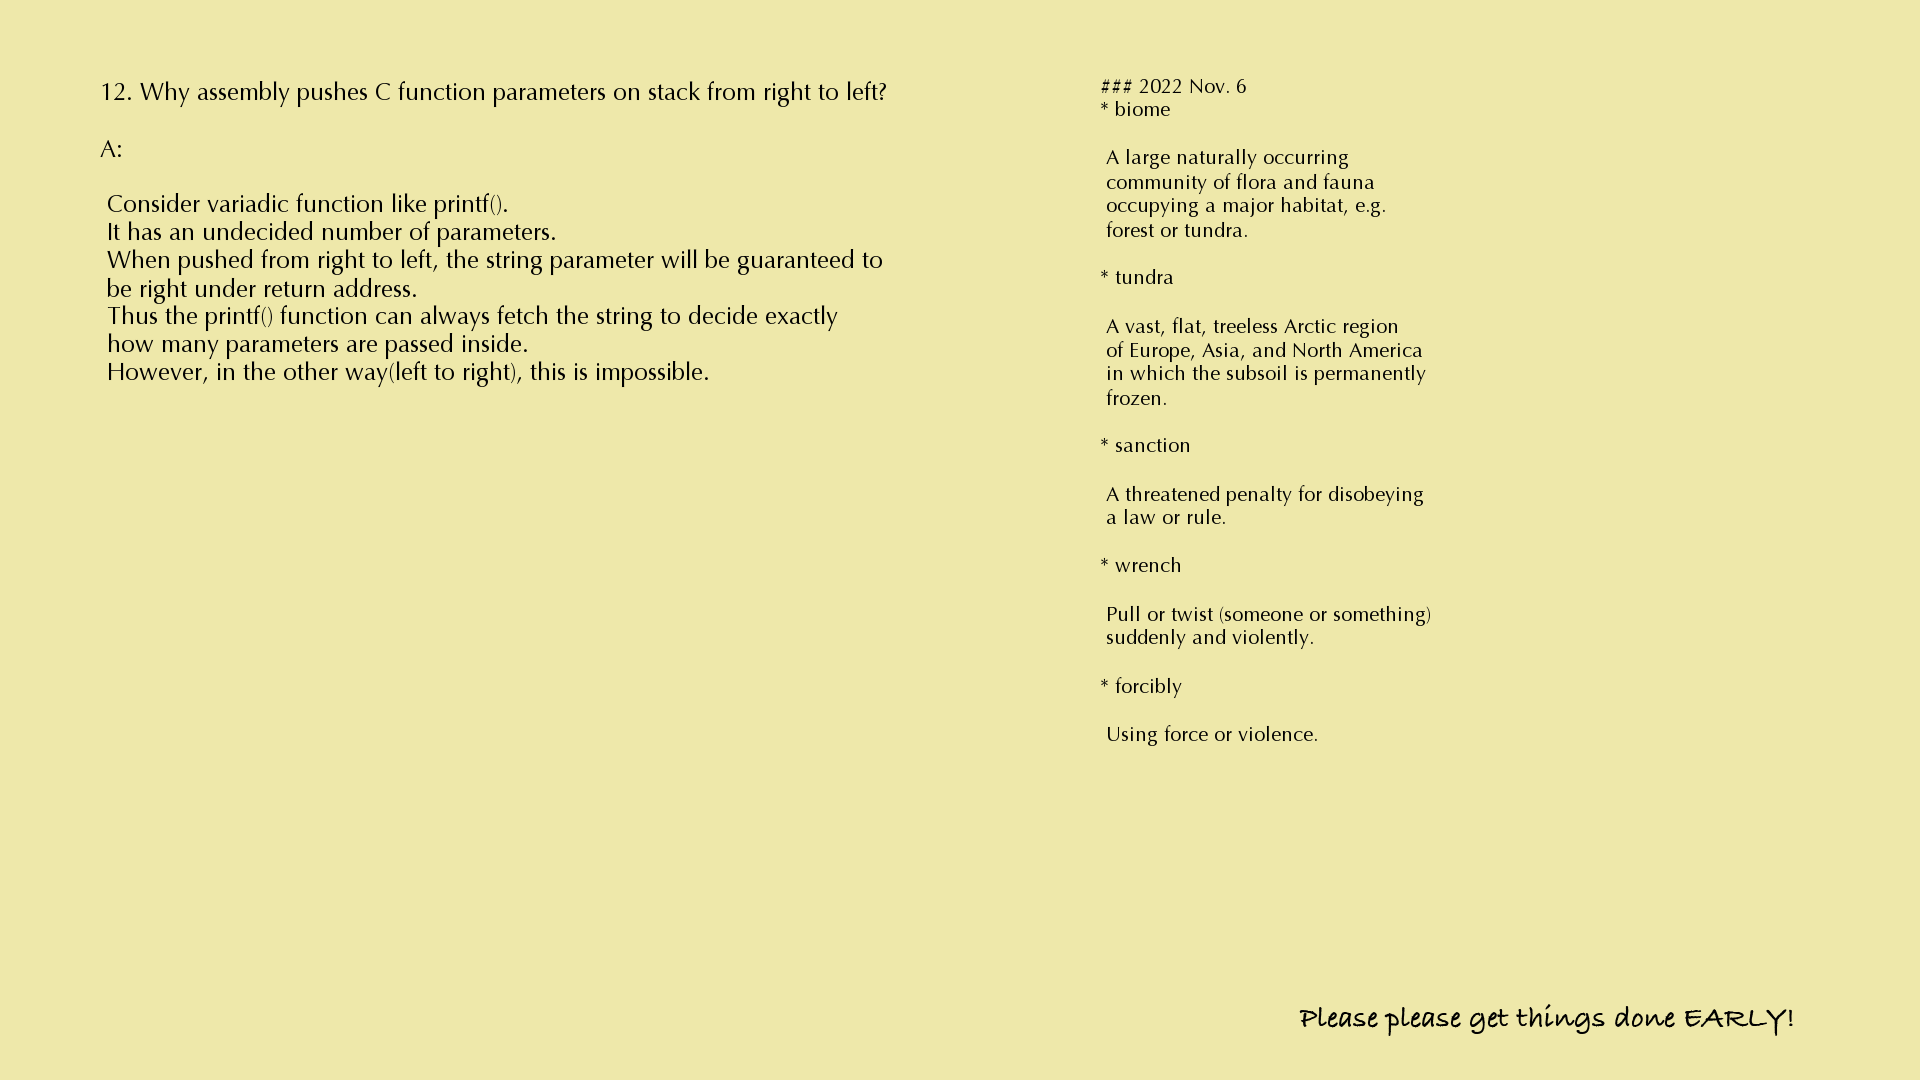 12. Why assembly pushes C function parameters on stack from right to left?
A:
Consider variadic function like printf().
It has an undecided number of parameters.
When pushed from right to left, the string parameter will be guaranteed to
be right under return address.
Thus the printf() function can always fetch the string to decide exactly
how many parameters are passed inside.
However, in the other way(left to right), this is impossible.
### 2022 Nov. 6
* biome
A large naturally occurring
community of flora and fauna
occupying a major habitat, e.g.
forest or tundra.
* tundra
A vast, flat, treeless Arctic region
of Europe, Asia, and North America
in which the subsoil is permanently
frozen.
* sanction
A threatened penalty for disobeying
a law or rule.
* wrench
Pull or twist (someone or something)
suddenly and violently.
* forcibly
Using force or violence.
Please please get things done EARLY!